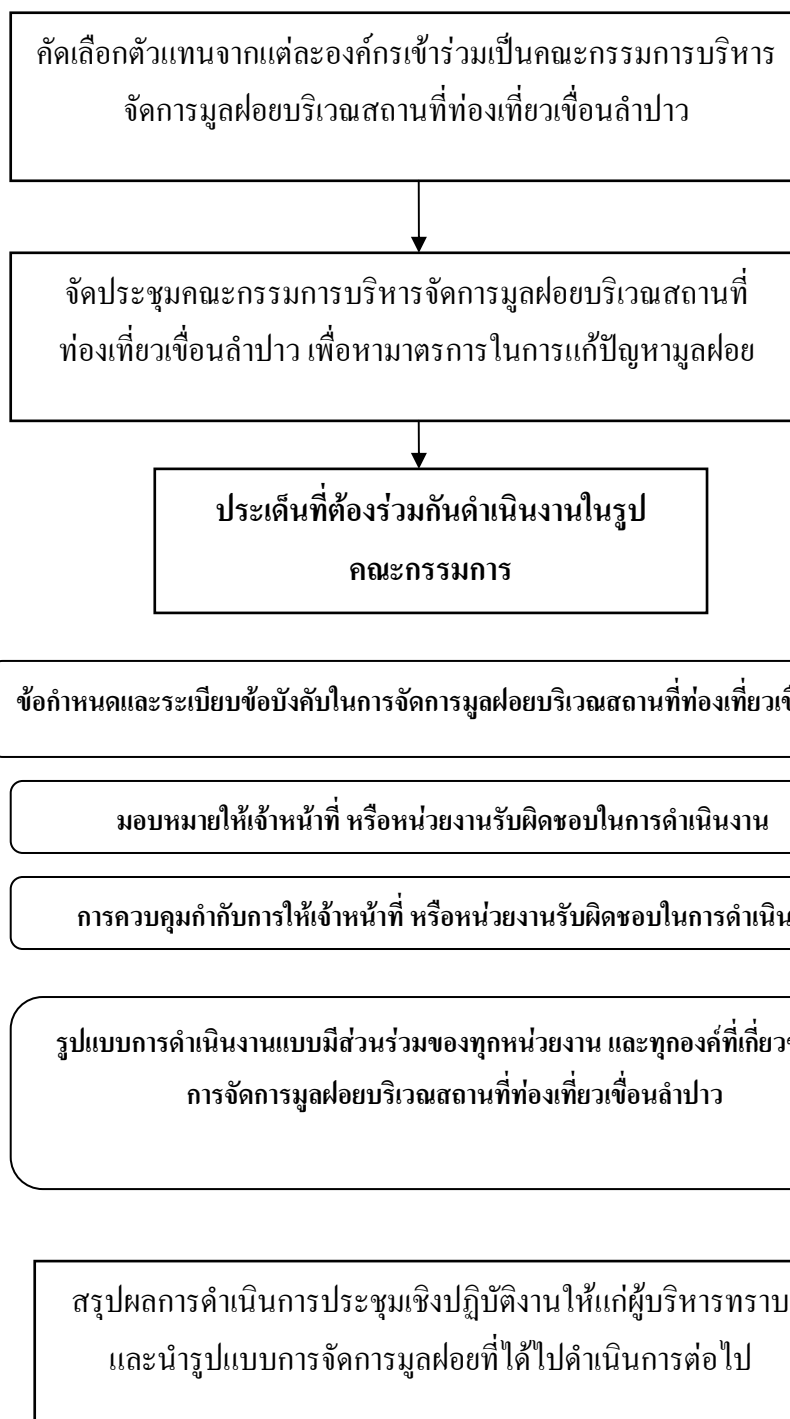 คัดเลือกตัวแทนจากแต่ละองค์กรเข้าร่วมเป็นคณะกรรมการบริหาร
จัดการมูลฝอยบริเวณสถานที่ท่องเที่ยวเขื่อนลำปาว
จัดประชุมคณะกรรมการบริหารจัดการมูลฝอยบริเวณสถานที่
ท่องเที่ยวเขื่อนลำปาว เพื่อหามาตรการในการแก้ปัญหามูลฝอย
ประเด็นที่ต้องร่วมกันดำเนินงานในรูป
คณะกรรมการ
ข้อกำหนดและระเบียบข้อบังคับในการจัดการมูลฝอยบริเวณสถานที่ท่องเที่ยว
มอบหมายให้เจ้าหน้าที่ หรือหน่วยงานรับผิดชอบในการดำเนินงาน
การควบคุมกำกับการให้เจ้าหน้าที่ หรือหน่วยงานรับผิดชอบในการดำเนิน
รูปแบบการดำเนินงานแบบมีส่วนร่วมของทุกหน่วยงาน และทุกองค์ที่เกี่ยว
การจัดการมูลฝอยบริเวณสถานที่ท่องเที่ยวเขื่อนลำปาว
สรุปผลการดำเนินการประชุมเชิงปฏิบัติงานให้แก่ผู้บริหารทราบ
และนำรูปแบบการจัดการมูลฝอยที่ได้ไปดำเนินการต่อไป